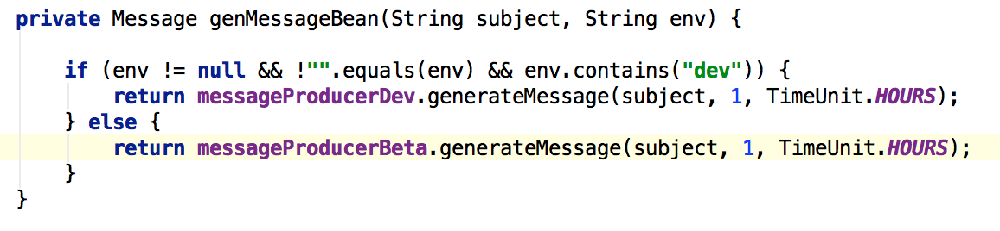 private Message genMessageBean(String subject, String env) {
if (env != null && !"".equals(env) && env.contains("dev")) {
return messageProducerDev.generateMessage(subject, 1, TimeUnit.HOURS);
} else {
return messageProducerBeta.generateMessage(subject, 1, TimeUnit.HOURS);
}
}